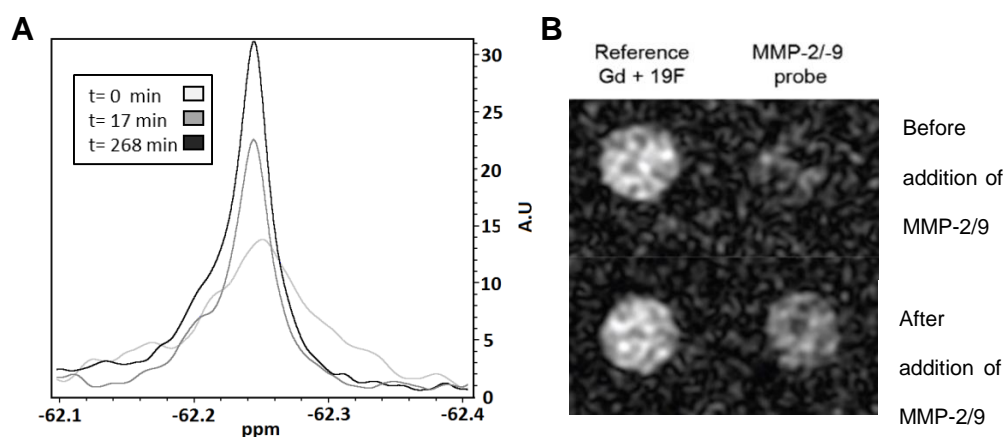 A
t= 0 min
t= 17 min
t= 268 min
30
25
20
15
10
5
0
A.U
-62.1
-62.2
-62.3
-62.4
ppm
B
Reference
Gd + 19F
MMP-2/-9
probe
Before
addition of
MMP-2/9
After
addition of
MMP-2/9